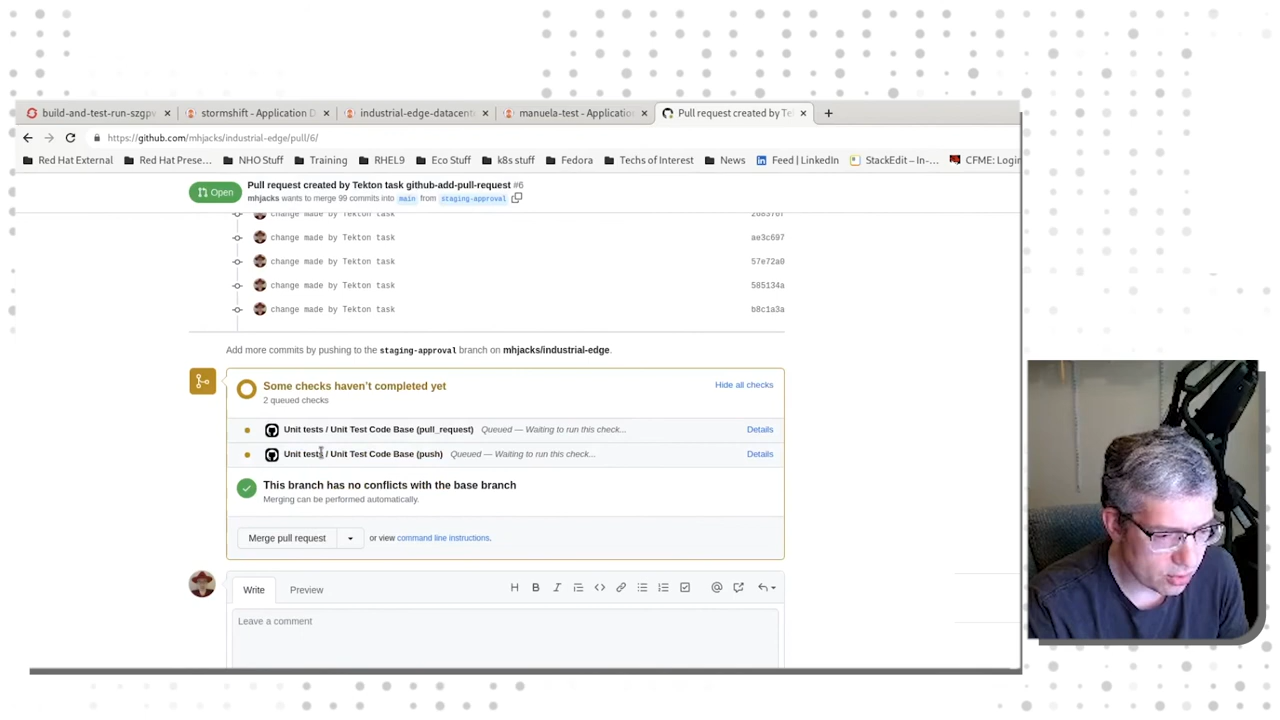 build-and-test-run-szgpv
stormshift - Application D
industrial-edge-datacent
manuela-test - Application
Pull request created by Te
https://github.com/mhjacks/industrial-edge/pull/6/
Red Hat External
Red Hat Prese...
NHO Stuff
Training
RHEL9
Eco Stuff
k8s stuff
Fedora
Techs of Interest
News
Feed | LinkedIn
StackEdit – In-...
CFME: Login
Open
Pull request created by Tekton task github-add-pull-request #6
mhjacks wants to merge 99 commits into main from staging-approval
change made by Tekton task
change made by Tekton task ae3c697
change made by Tekton task 57e72a0
change made by Tekton task 585134a
change made by Tekton task b8c1a3a
Add more commits by pushing to the staging-approval branch on mhjacks/industrial-edge.
Some checks haven't completed yet
Hide all checks
2 queued checks
Unit tests / Unit Test Code Base (pull_request) Queued — Waiting to run this check... Details
Unit tests / Unit Test Code Base (push) Queued — Waiting to run this check... Details
This branch has no conflicts with the base branch
Merging can be performed automatically.
Merge pull request
or view command line instructions.
Write
Preview
Leave a comment